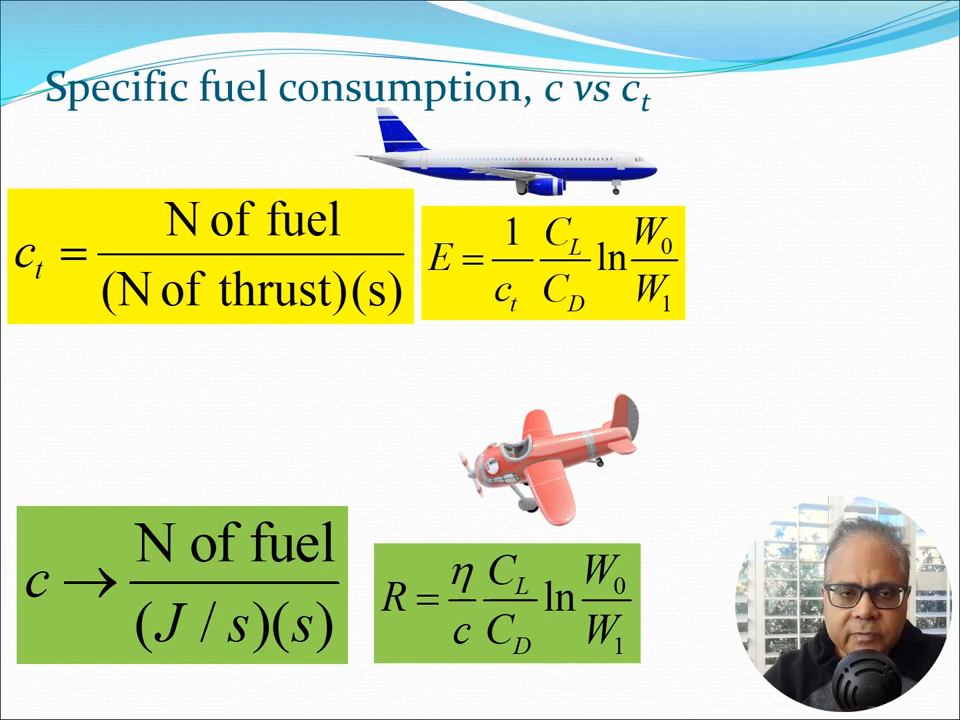 Specific fuel consumption, c vs c_t
c_t = N of fuel / (N of thrust)(s)
E = 1/c_t C_L/C_D ln W_0/W_1
c → N of fuel / (J / s)(s)
R = η/c C_L/C_D ln W_0/W_1